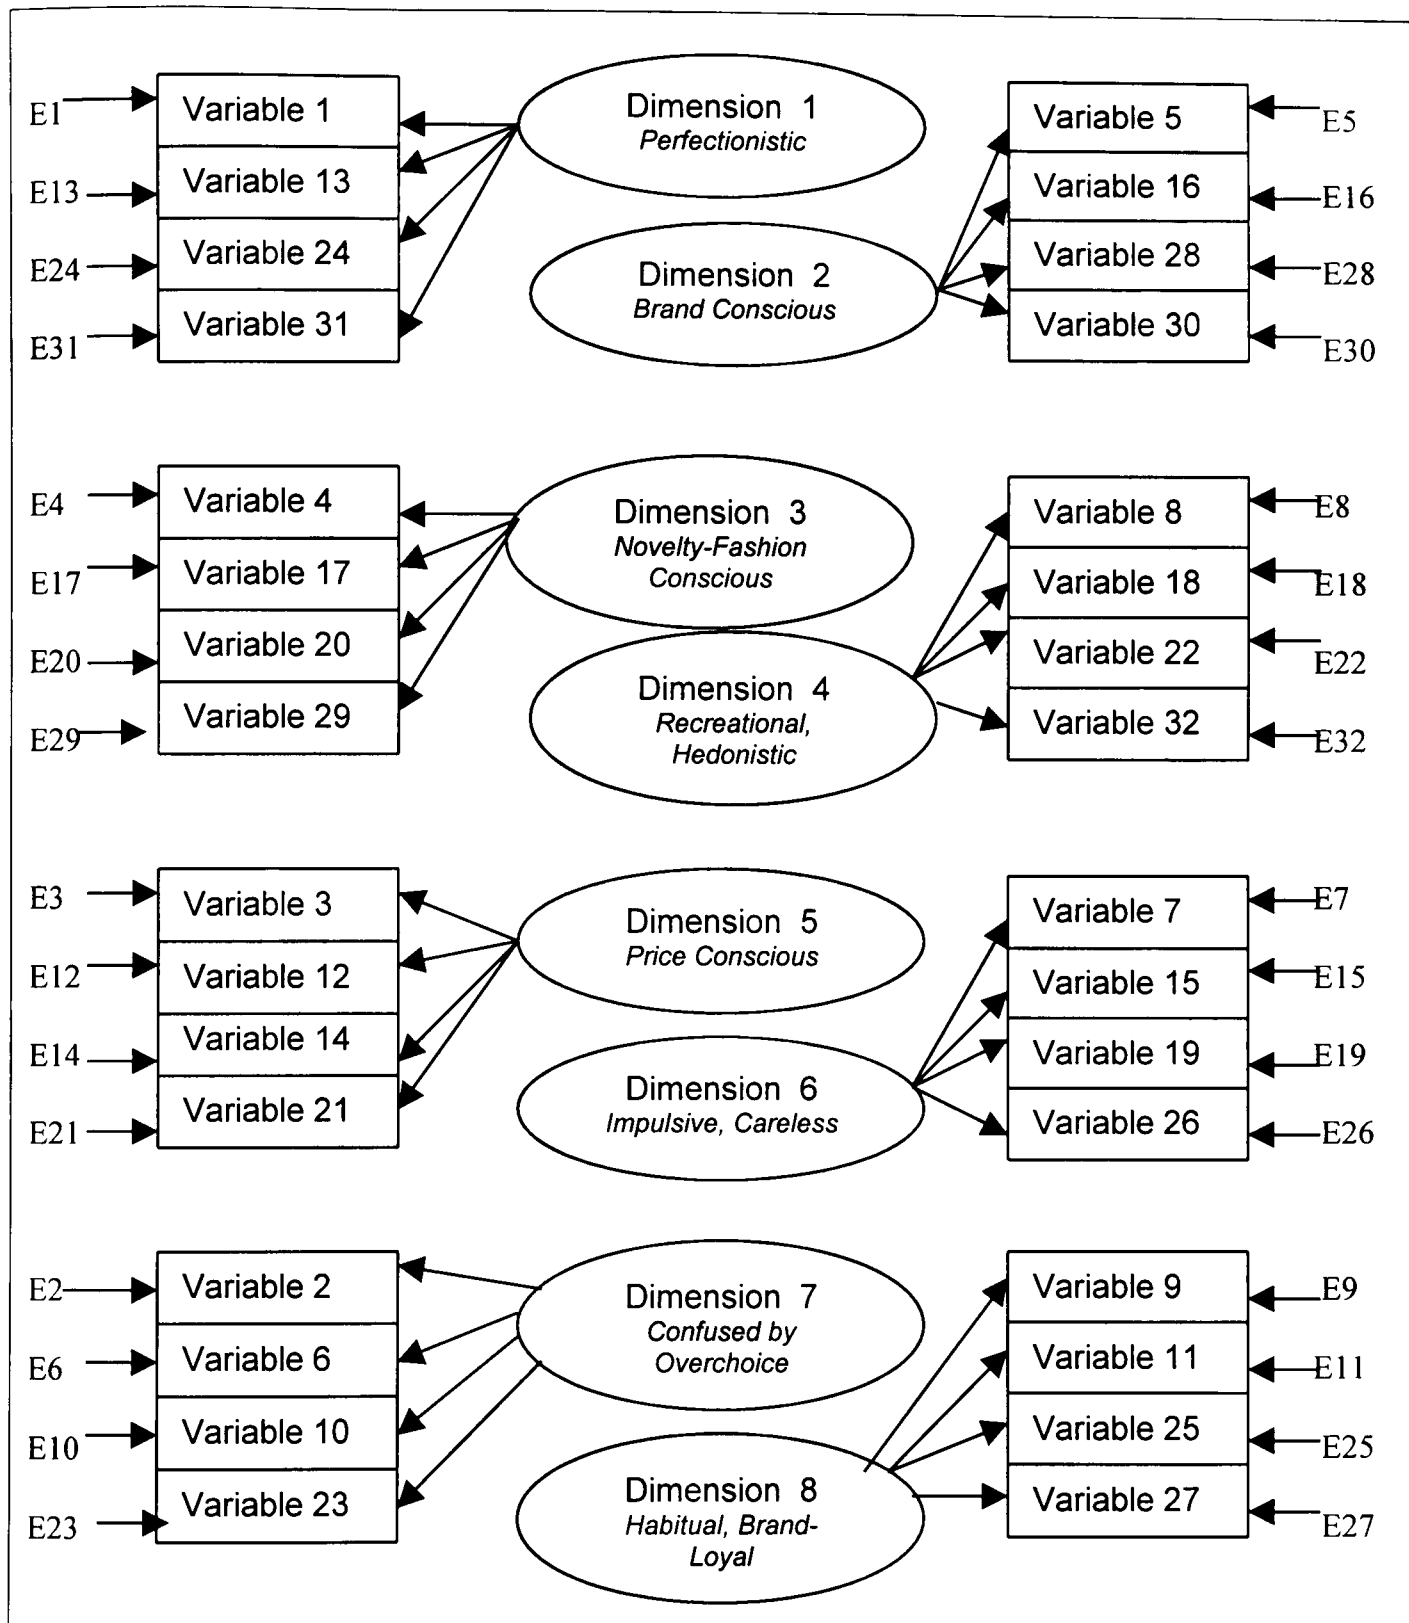 E1
Variable 1
Dimension 1
Perfectionistic
Variable 5
E5
E13
Variable 13
Variable 16
E16
E24
Variable 24
Dimension 2
Brand Conscious
Variable 28
E28
E31
Variable 31
Variable 30
E30
E4
Variable 4
Dimension 3
Novelty-Fashion
Conscious
Variable 8
E8
E17
Variable 17
Variable 18
E18
E20
Variable 20
Dimension 4
Recreational,
Hedonistic
Variable 22
E22
E29
Variable 29
Variable 32
E32
E3
Variable 3
Dimension 5
Price Conscious
Variable 7
E7
E12
Variable 12
Variable 15
E15
E14
Variable 14
Dimension 6
Impulsive, Careless
Variable 19
E19
E21
Variable 21
Variable 26
E26
E2
Variable 2
Dimension 7
Confused by
Overchoice
Variable 9
E9
E6
Variable 6
Variable 11
E11
E10
Variable 10
Variable 25
E25
E23
Variable 23
Dimension 8
Habitual, Brand-
Loyal
Variable 27
E27